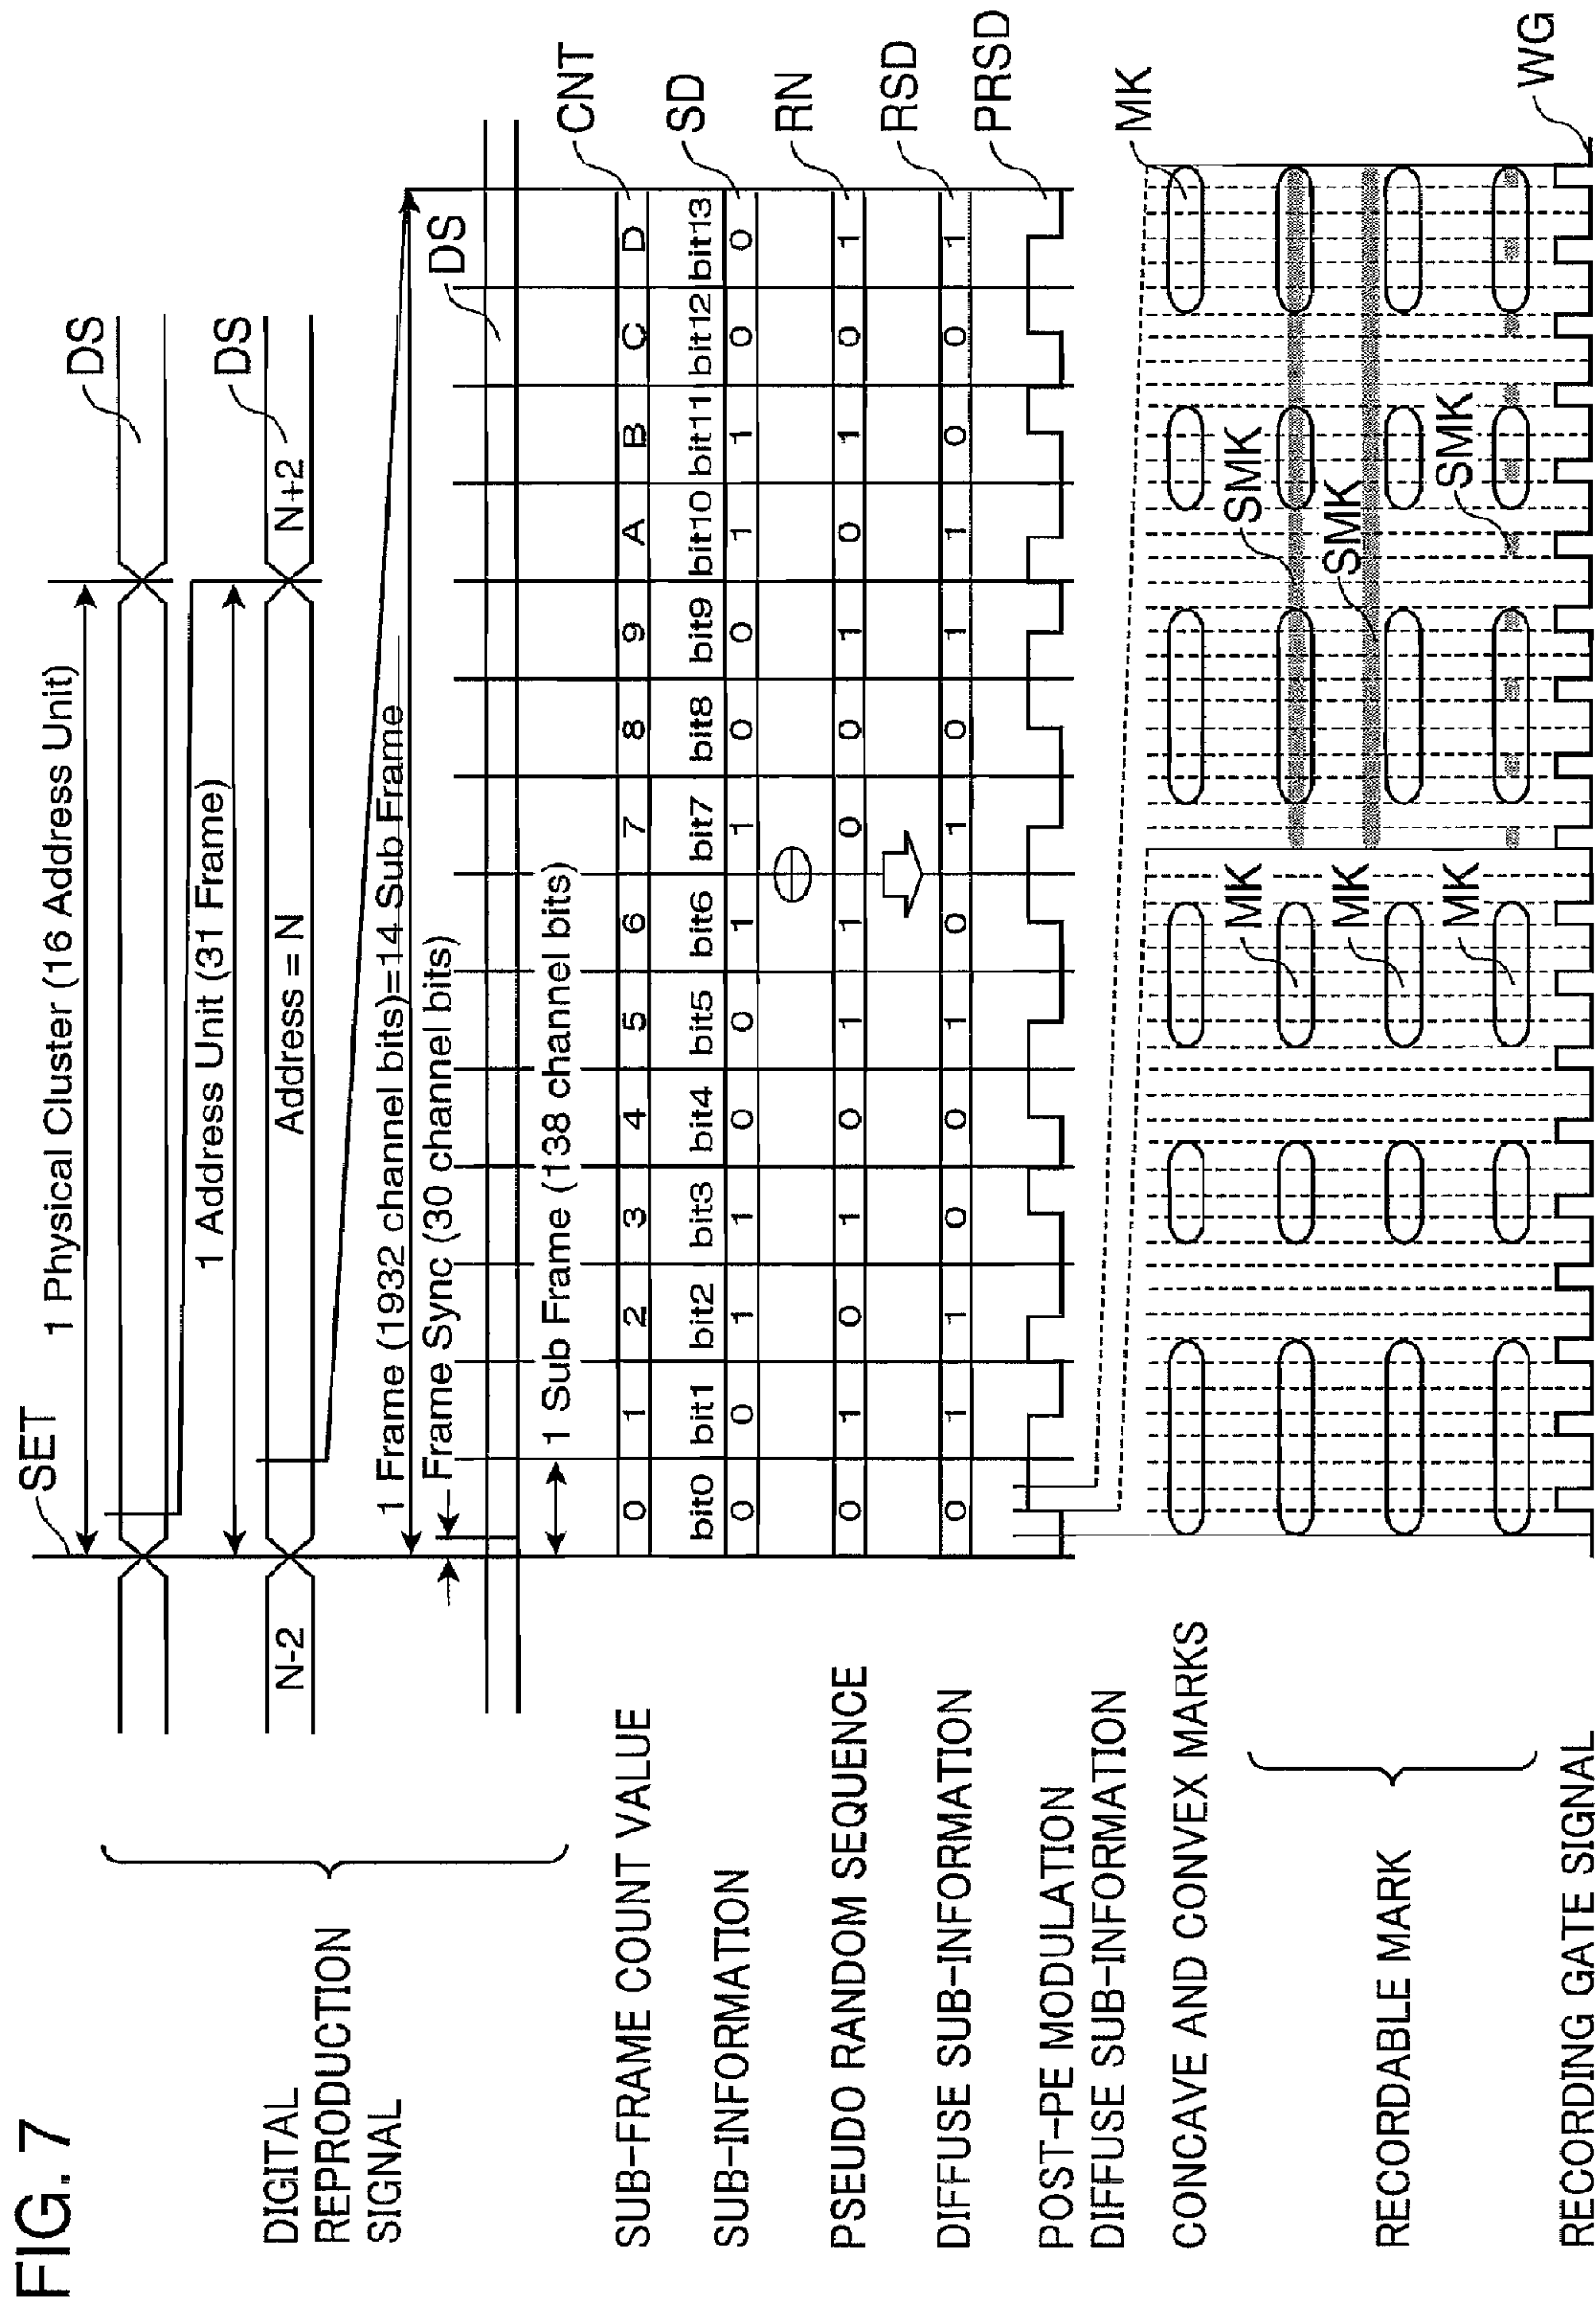 FIG. 7
SET
1 Physical Cluster (16 Address Unit)
DS
DIGITAL
REPRODUCTION
SIGNAL
1 Address Unit (31 Frame)
N-2
Address = N
N+2
DS
1 Frame (1932 channel bits)=14 Sub Frame
Frame Sync (30 channel bits)
DS
1 Sub Frame (138 channel bits)
SUB-FRAME COUNT VALUE
0 1 2 3 4 5 6 7 8 9 A B C D
CNT
bit0 bit1 bit2 bit3 bit4 bit5 bit6 bit7 bit8 bit9 bit10 bit11 bit12 bit13
SUB-INFORMATION
0 0 1 1 0 0 1 1 0 0 1 1 0 0
SD
PSEUDO RANDOM SEQUENCE
0 1 0 1 0 1 1 0 0 1 0 1 0 1
RN
DIFFUSE SUB-INFORMATION
0 1 1 0 0 1 0 1 0 1 1 0 0 1
RSD
POST-PE MODULATION
DIFFUSE SUB-INFORMATION
PRSD
CONCAVE AND CONVEX MARKS
MK
RECORDABLE MARK
MK
SMK
MK
SMK
MK
SMK
RECORDING GATE SIGNAL
WG